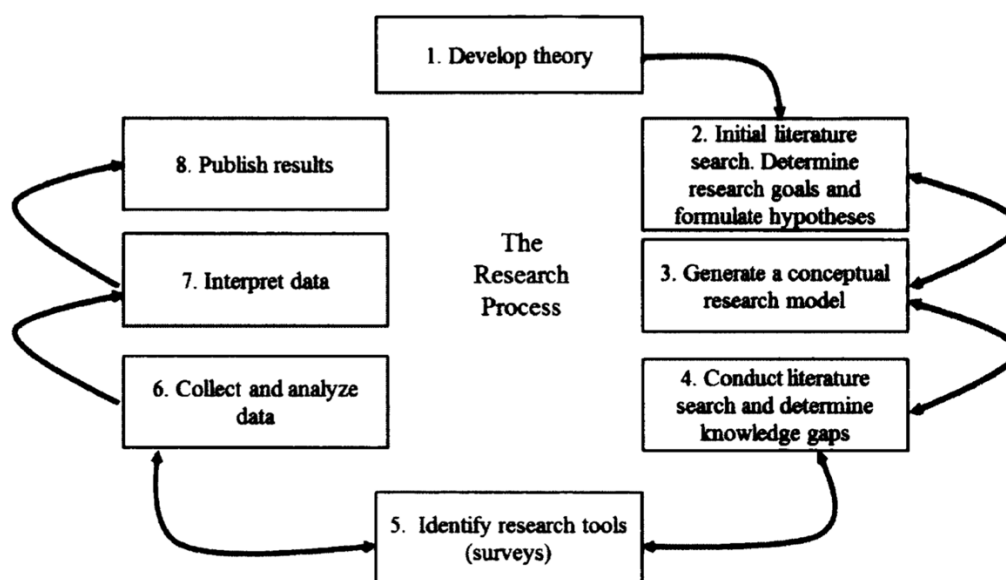 1. Develop theory
2. Initial literature
search. Determine
research goals and
formulate hypotheses
3. Generate a conceptual
research model
4. Conduct literature
search and determine
knowledge gaps
5. Identify research tools
(surveys)
6. Collect and analyze
data
7. Interpret data
8. Publish results
The
Research
Process